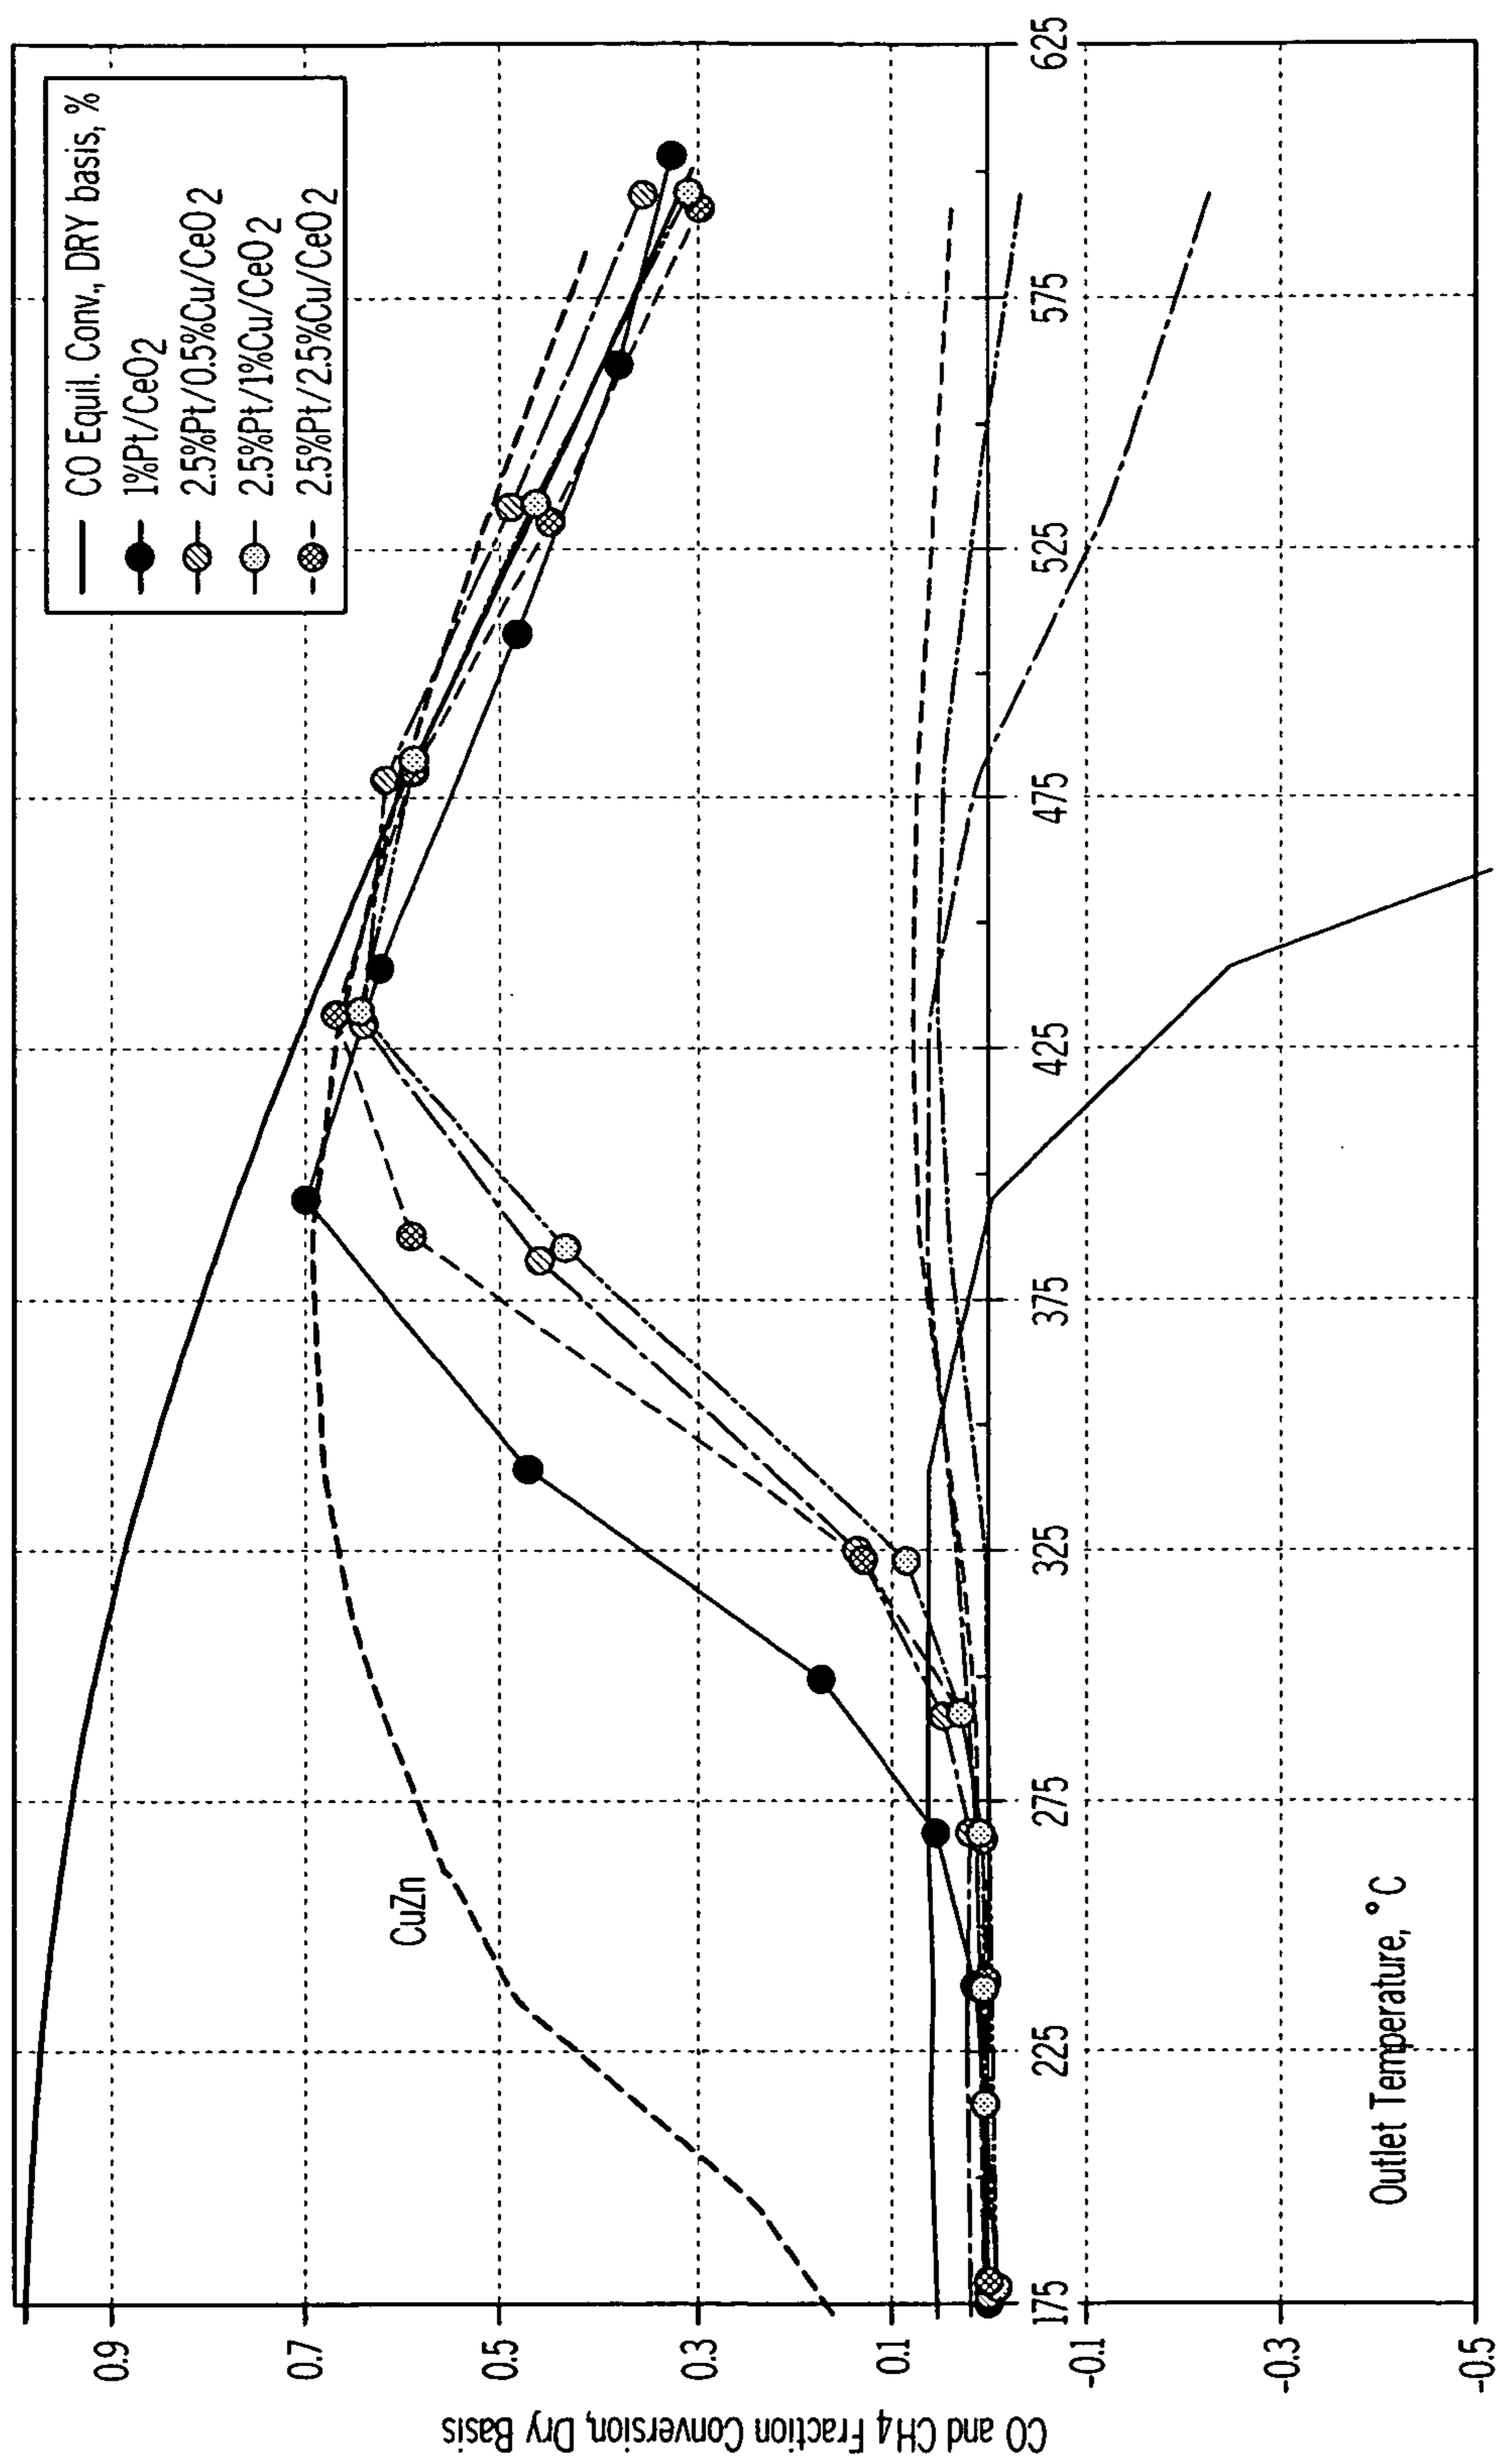 CO Equil. Conv., DRY basis, %
1%Pt/CeO2
2.5%Pt/0.5%Cu/CeO2
2.5%Pt/1%Cu/CeO2
2.5%Pt/2.5%Cu/CeO2
CuZn
0.9
0.7
0.5
0.3
0.1
-0.1
-0.3
-0.5
175
225
275
325
375
425
475
525
575
625
CO and CH4 Fraction Conversion, Dry Basis
Outlet Temperature, °C